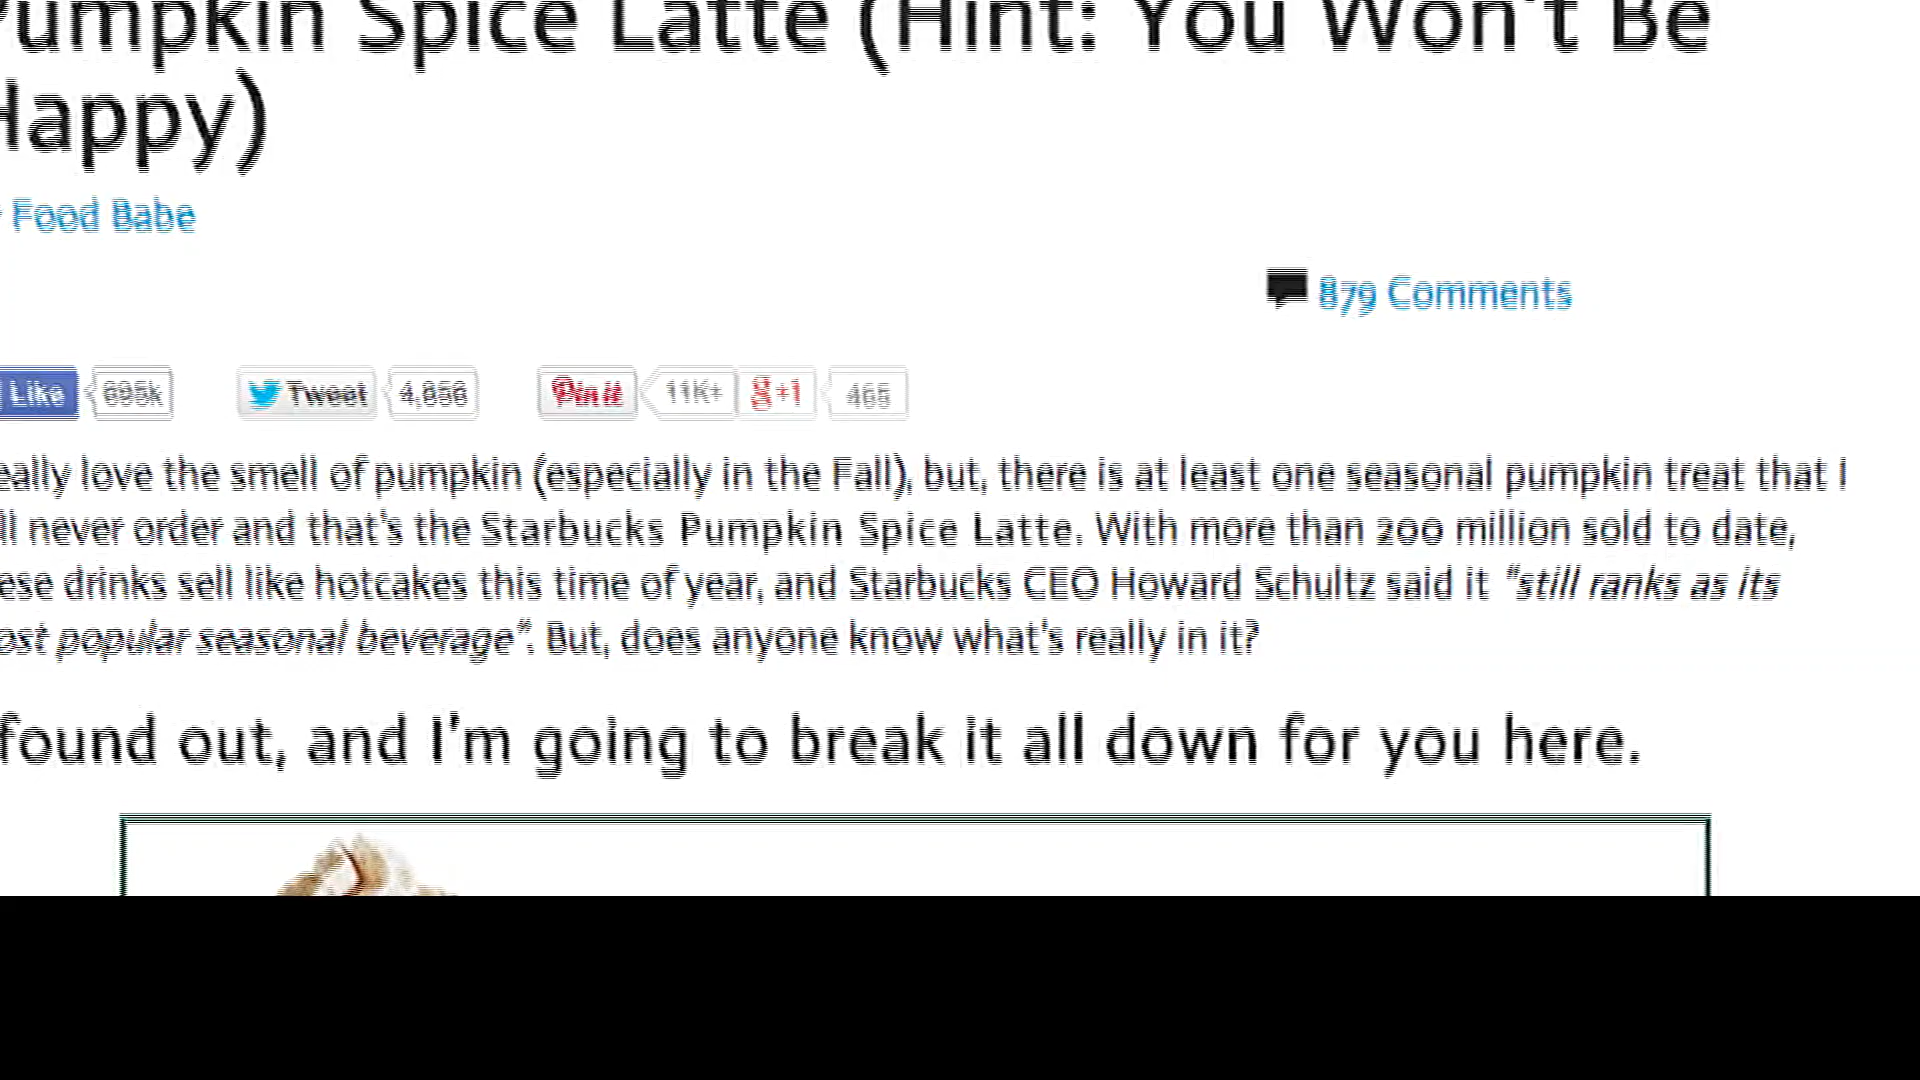 Pumpkin Spice Latte (Hint: You Won't Be
Happy)
Food Babe
879 Comments
Like 695k Tweet 4,856 Pin it 11K+ g+1 465
eally love the smell of pumpkin (especially in the Fall), but, there is at least one seasonal pumpkin treat that I
ll never order and that's the Starbucks Pumpkin Spice Latte. With more than 200 million sold to date,
ese drinks sell like hotcakes this time of year, and Starbucks CEO Howard Schultz said it "still ranks as its
ost popular seasonal beverage". But, does anyone know what's really in it?
found out, and I'm going to break it all down for you here.